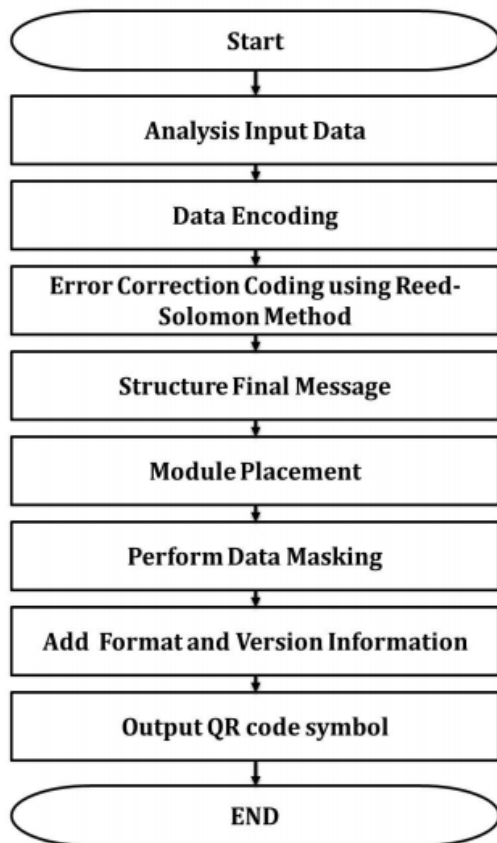 Start
Analysis Input Data
Data Encoding
Error Correction Coding using Reed-
Solomon Method
Structure Final Message
Module Placement
Perform Data Masking
Add Format and Version Information
Output QR code symbol
END